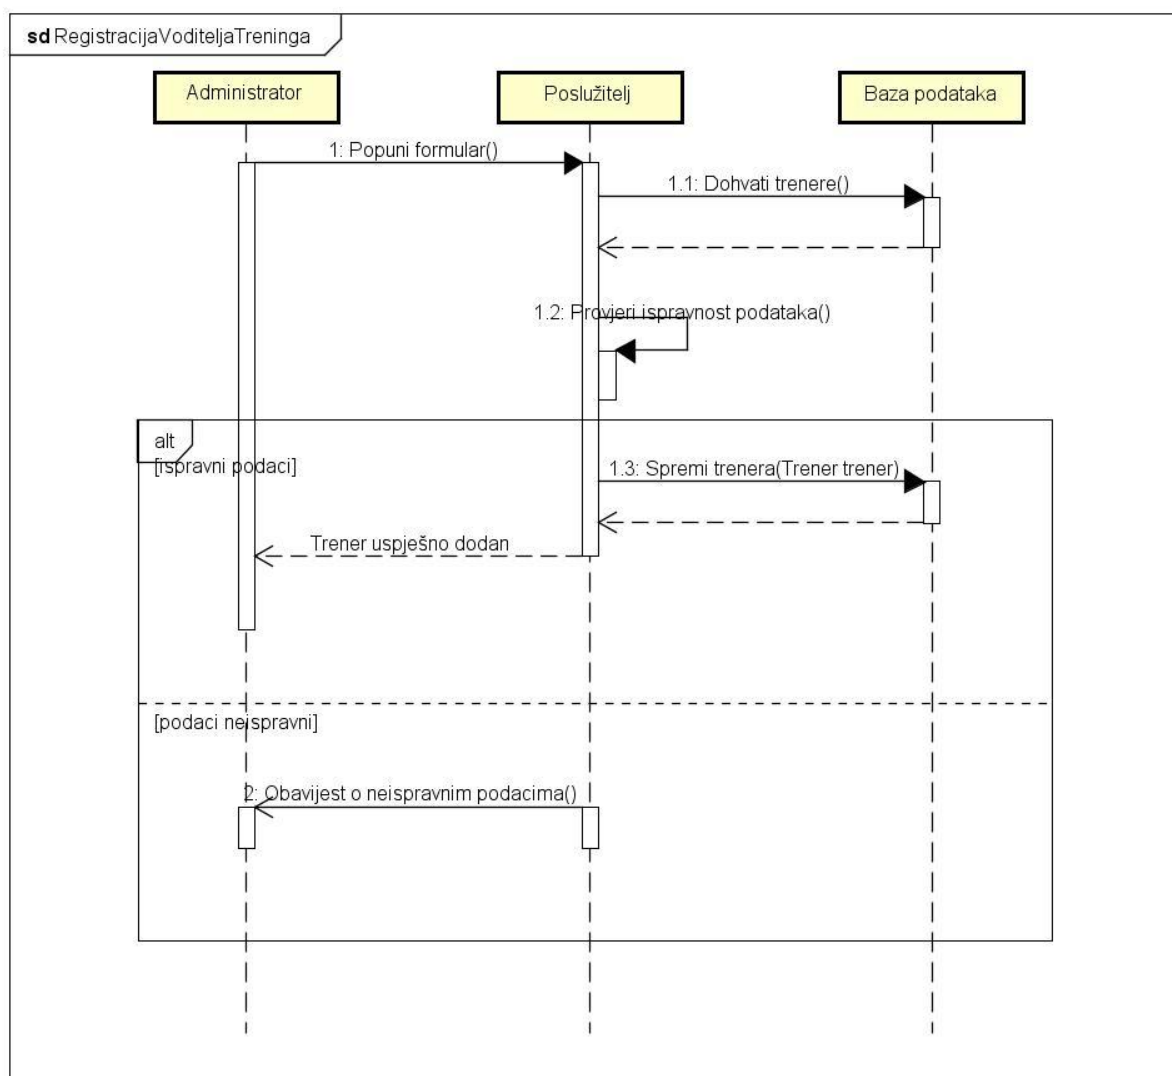 sd RegistracijaVoditeljaTreninga
Administrator
Poslužitelj
Baza podataka
1: Popuni formular()
1.1: Dohvati trenere()
1.2: Provjeri ispravnost podataka()
alt
[ispravni podaci]
1.3: Spremi trenera(Trener trener)
Trener uspješno dodan
[podaci neispravni]
2: Obavijest o neispravnim podacima()